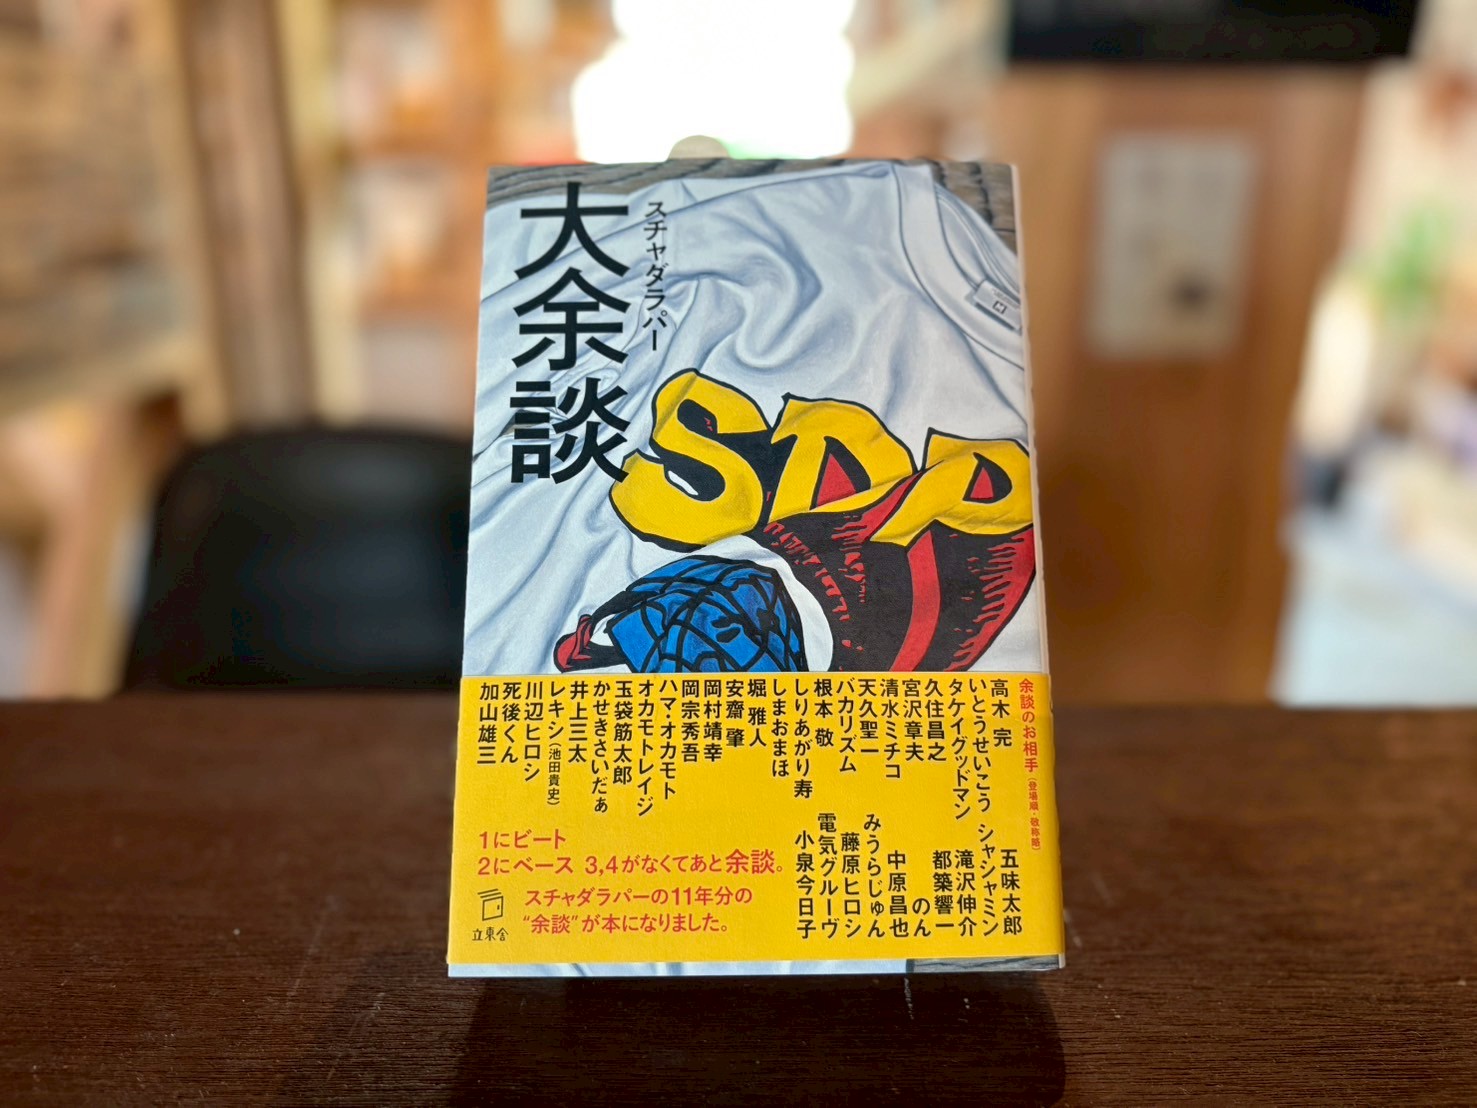 大余談
スチャダラパー
SDP
余談のお相手(登場順・敬称略)
高木 完
いとうせいこう
タケイグッドマン
久住昌之
宮沢章夫
清水ミチコ
天久聖一
バカリズム
根本 敬
しりあがり寿
しまおまほ
堀 雅人
安齋 肇
岡村靖幸
岡宗秀吾
ハマ・オカモト
オカモトレイジ
玉袋筋太郎
かせきさいだぁ
井上三太
レキシ(池田貴史)
川辺ヒロシ
死後くん
加山雄三
五味太郎
シャシャミン
滝沢伸介
都築響一
のん
中原昌也
みうらじゅん
藤原ヒロシ
電気グルーヴ
小泉今日子
1にビート
2にベース 3,4がなくてあと余談。
スチャダラパーの11年分の
“余談”が本になりました。
立東舎